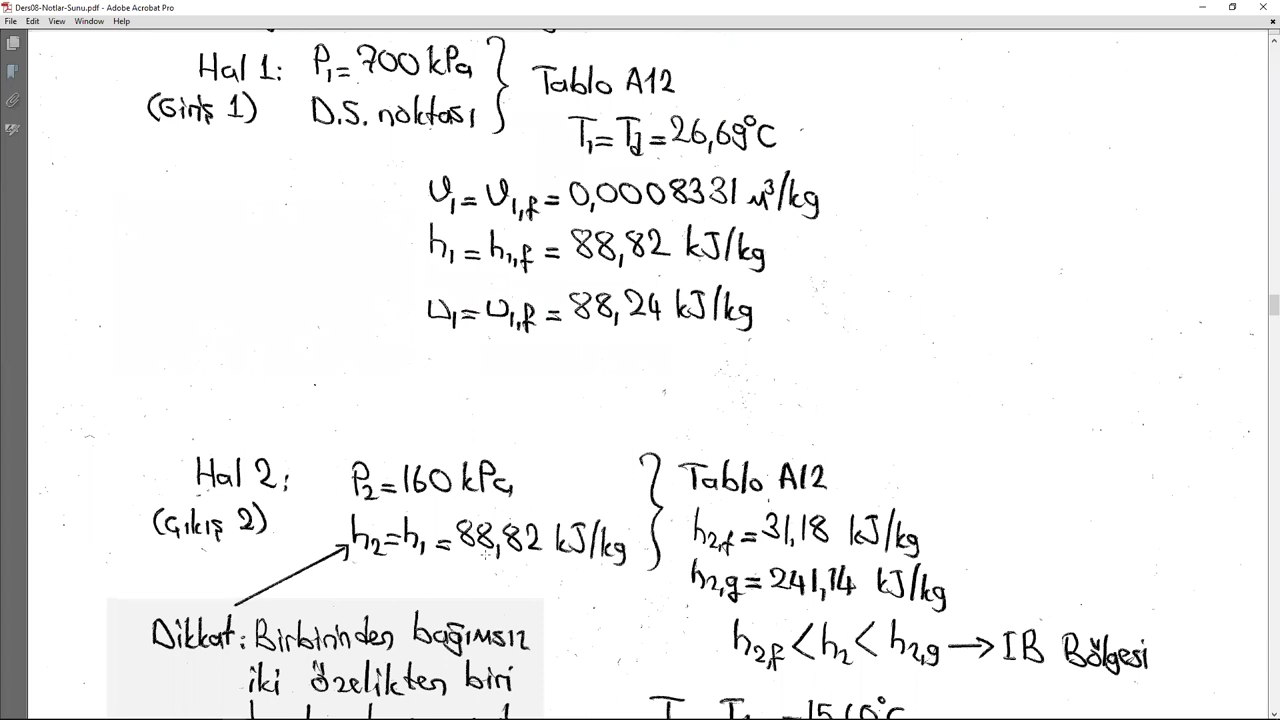 Ders08-Notlar-Sunu.pdf - Adobe Acrobat Pro
File Edit View Window Help
Hal 1: P₁=700 kPa
(Giriş 1) D.S. noktası
Tablo A12
T₁=T_d=26,69°C
v₁=v₁,f=0,0008331 m³/kg
h₁=h₁,f=88,82 kJ/kg
u₁=u₁,f=88,24 kJ/kg
Hal 2: P₂=160 kPa
(Çıkış 2) h₂=h₁=88,82 kJ/kg
Tablo A12
h₂,f=31,18 kJ/kg
h₂,g=241,14 kJ/kg
h₂,f<h₂<h₂,g→IB Bölgesi
Dikkat: Birbirinden bağımsız
iki özelikten biri